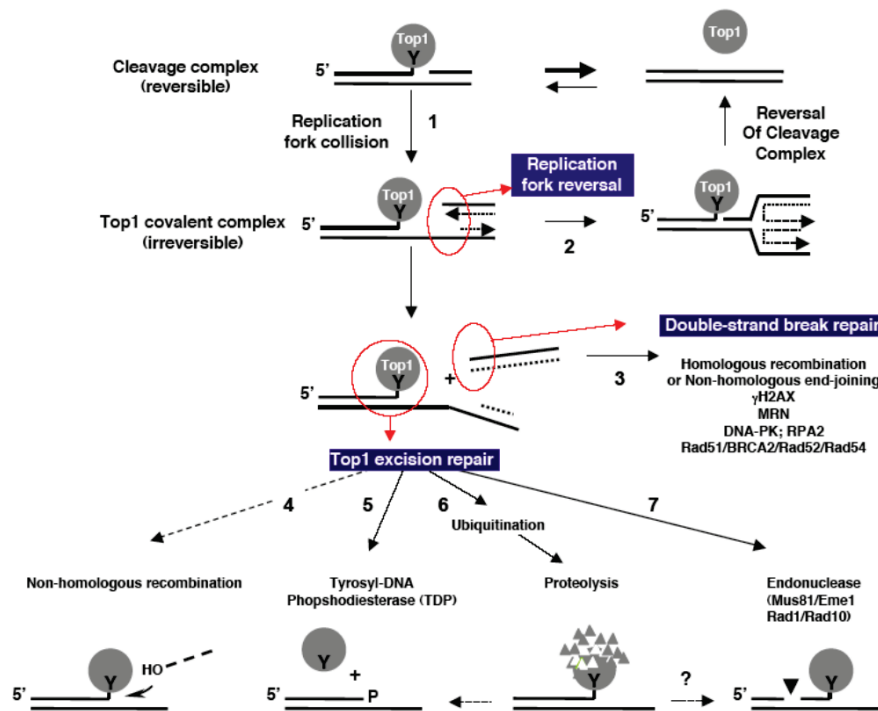 Top1
Y
5'
Cleavage complex
(reversible)
Top1
Replication
fork collision
1
Reversal
Of Cleavage
Complex
Replication
fork reversal
Top1
Y
5'
Top1 covalent complex
(irreversible)
2
Top1
Y
5'
Double-strand break repair
Top1
Y
5'
+
3
Homologous recombination
or Non-homologous end-joining
γH2AX
MRN
DNA-PK; RPA2
Rad51/BRCA2/Rad52/Rad54
Top1 excision repair
4
5
6
7
Ubiquitination
Non-homologous recombination
Tyrosyl-DNA
Phopshodiesterase (TDP)
Proteolysis
Endonuclease
(Mus81/Eme1
Rad1/Rad10)
Y
HO
5'
Y
+
5'
P
Y
5'
?
Y
5'